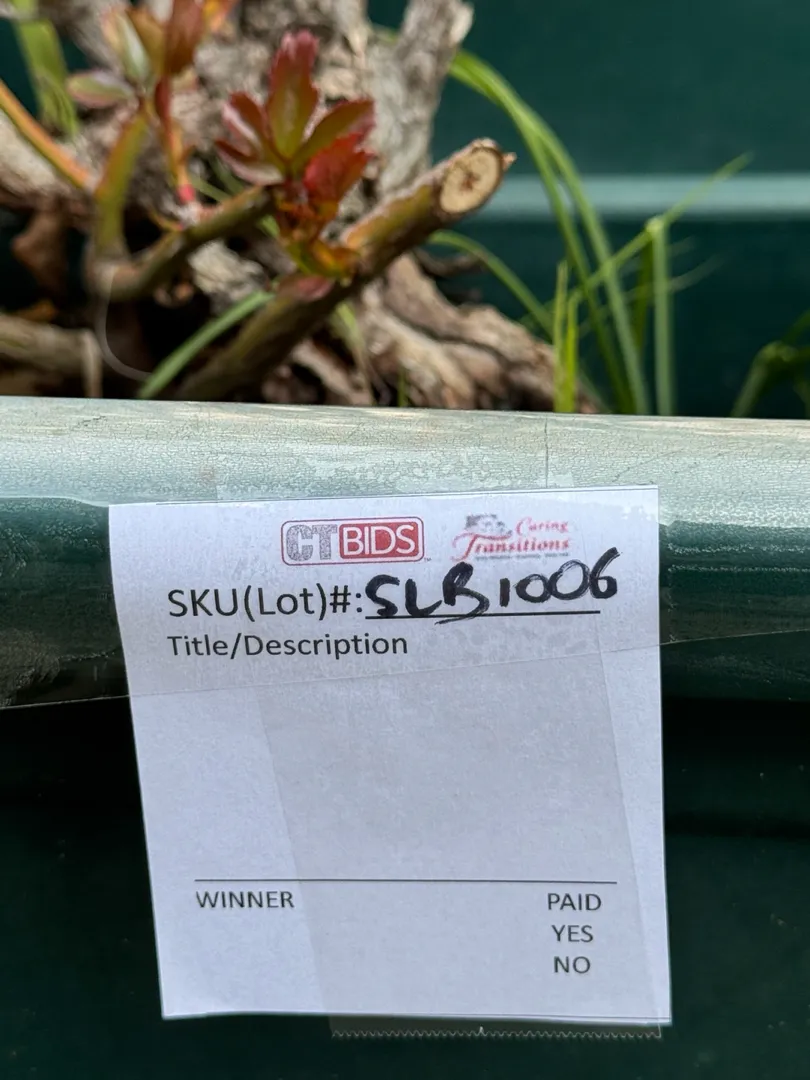 CTBIDS Caring Transitions
SKU(Lot)#: SLB1006
Title/Description
WINNER PAID
YES
NO